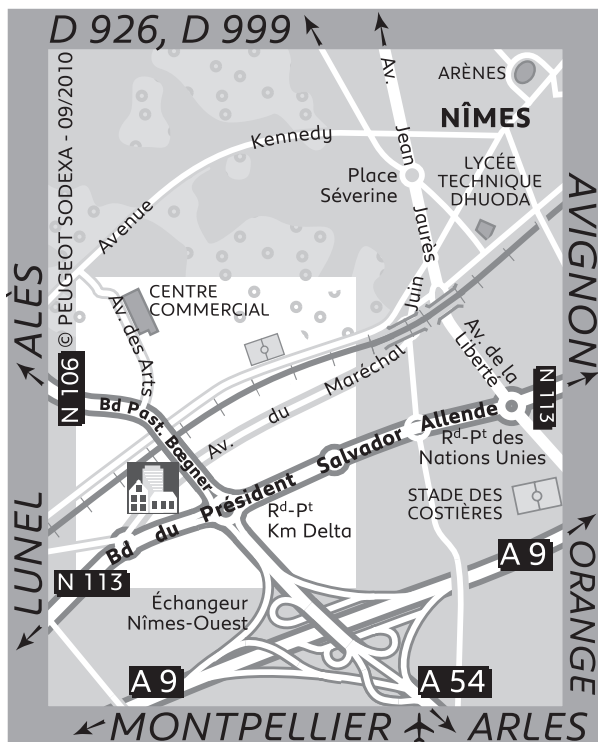 D 926, D 999
© PEUGEOT SODEXA - 09/2010
Av. Jean Jaurès
ARÈNES
NÎMES
Kennedy
Avenue
Place
Séverine
LYCÉE
TECHNIQUE
DHUODA
AVIGNON
ALÈS
CENTRE
COMMERCIAL
Av. des Arts
Juin
Av. de la
Liberté
N 106
N 113
Bd Past. Bœgner
Av. du Maréchal
Bd du Président Salvador Allende
Rd-Pt des
Nations Unies
Rd-Pt
Km Delta
STADE DES
COSTIÈRES
LUNEL
N 113
A 9
ORANGE
Échangeur
Nîmes-Ouest
A 9
A 54
MONTPELLIER
ARLES